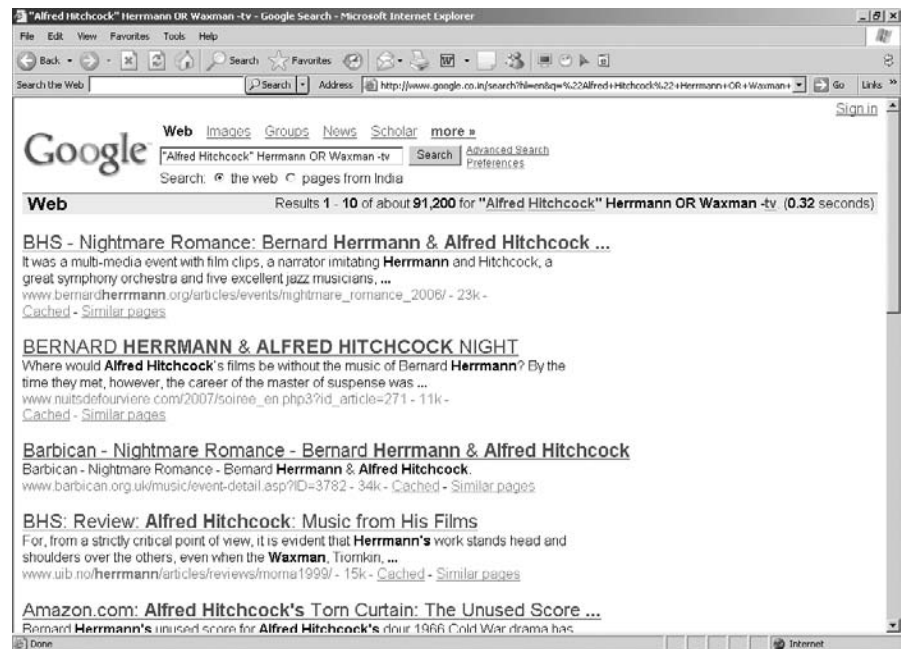 "Alfred Hitchcock" Herrmann OR Waxman -tv - Google Search - Microsoft Internet Explorer
File Edit View Favorites Tools Help
Back Search Favorites
Search the Web Search Address http://www.google.co.in/search?hl=en&q=%22Alfred+Hitchcock%22+Herrmann+OR+Waxman+ Go Links »
Sign in
Google
Web Images Groups News Scholar more »
"Alfred Hitchcock" Herrmann OR Waxman -tv Search Advanced Search
Preferences
Search: the web pages from India
Web Results 1 - 10 of about 91,200 for "Alfred Hitchcock" Herrmann OR Waxman -tv. (0.32 seconds)
BHS - Nightmare Romance: Bernard Herrmann & Alfred Hitchcock ...
It was a multi-media event with film clips, a narrator imitating Herrmann and Hitchcock, a
great symphony orchestra and five excellent jazz musicians, ...
www.bernardherrmann.org/articles/events/nightmare_romance_2006/ - 23k -
Cached - Similar pages
BERNARD HERRMANN & ALFRED HITCHCOCK NIGHT
Where would Alfred Hitchcock's films be without the music of Bernard Herrmann? By the
time they met, however, the career of the master of suspense was ...
www.nuitsdefourviere.com/2007/soiree_en.php3?id_article=271 - 11k -
Cached - Similar pages
Barbican - Nightmare Romance - Bernard Herrmann & Alfred Hitchcock
Barbican - Nightmare Romance - Bernard Herrmann & Alfred Hitchcock.
www.barbican.org.uk/music/event-detail.asp?ID=3782 - 34k - Cached - Similar pages
BHS: Review: Alfred Hitchcock: Music from His Films
For, from a strictly critical point of view, it is evident that Herrmann's work stands head and
shoulders over the others, even when the Waxman, Tiomkin, ...
www.uib.no/herrmann/articles/reviews/moma1999/ - 15k - Cached - Similar pages
Amazon.com: Alfred Hitchcock's Torn Curtain: The Unused Score ...
Bernard Herrmann's unused score for Alfred Hitchcock's dour 1966 Cold War drama has
Done Internet